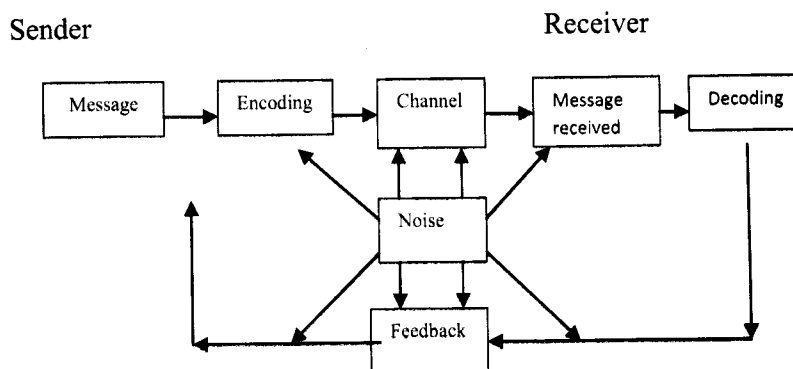 Sender
Receiver
Message
Encoding
Channel
Message
received
Decoding
Noise
Feedback